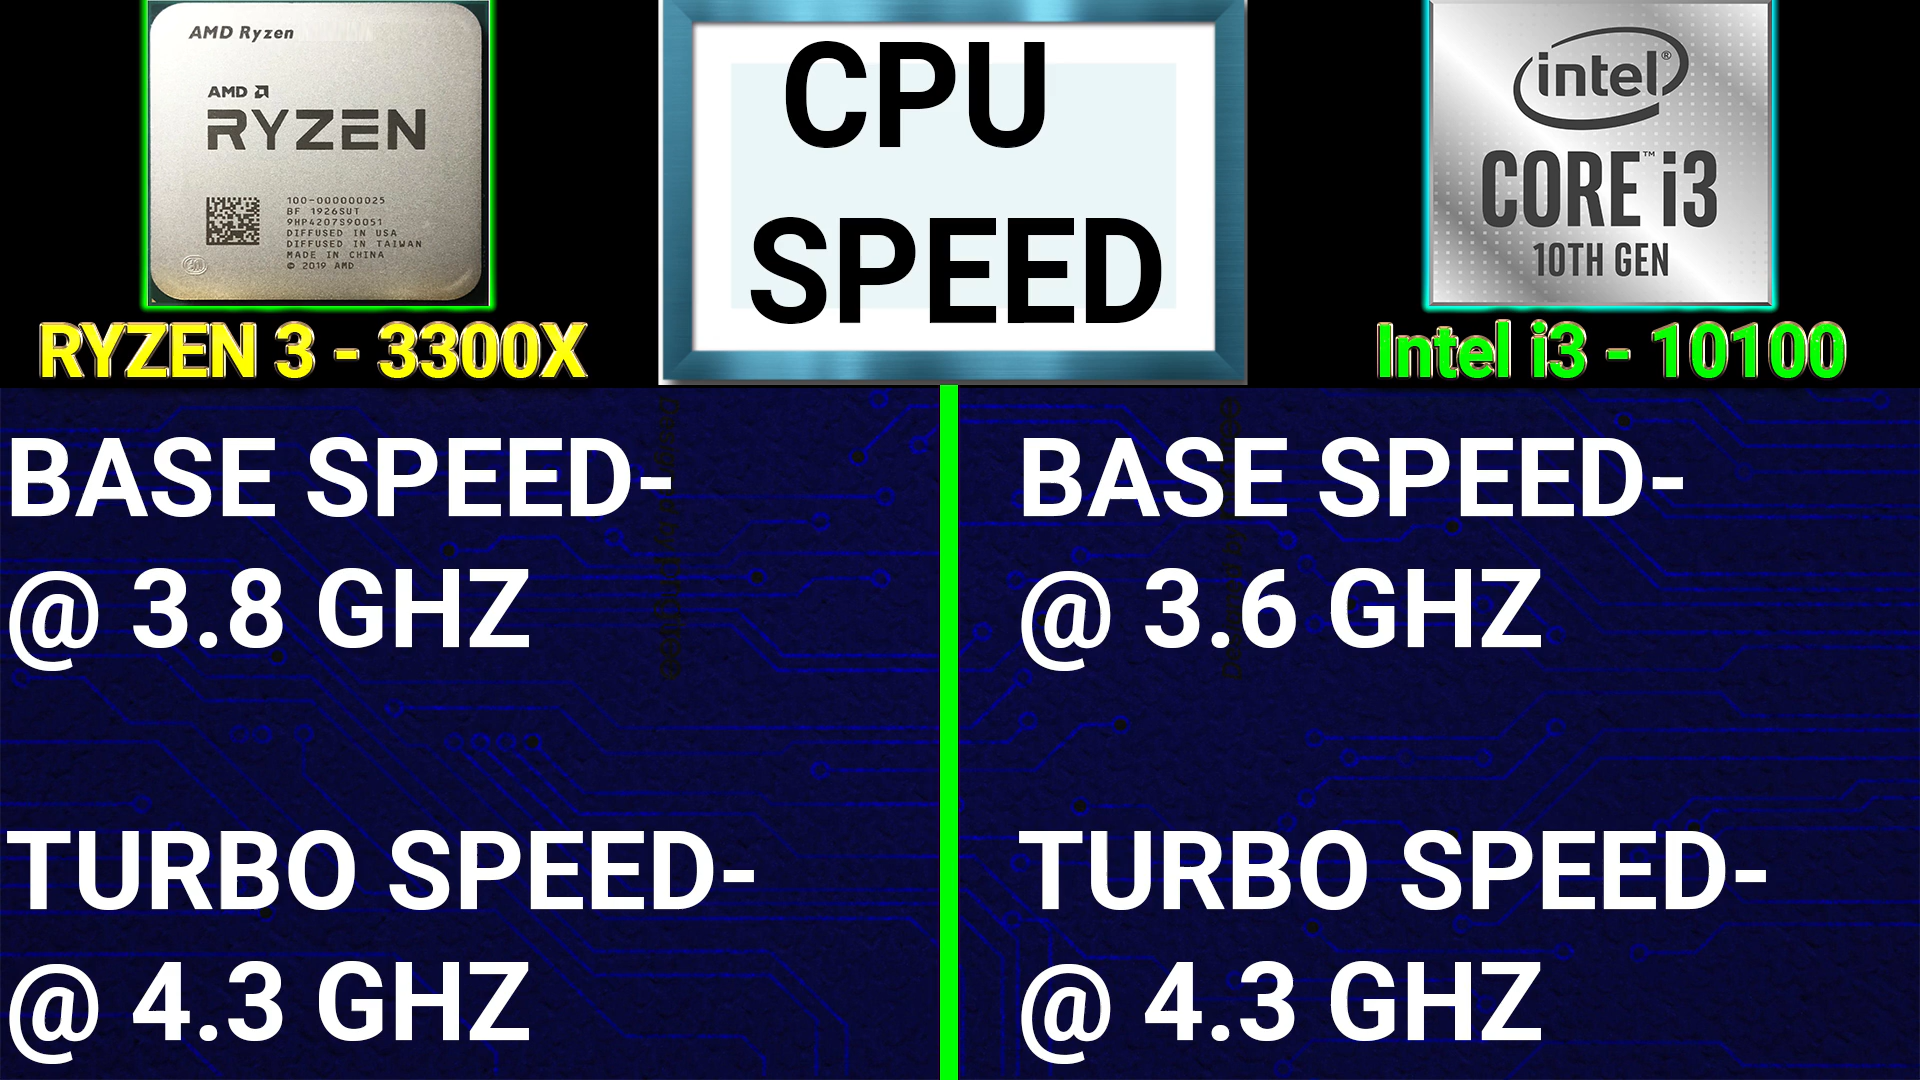 AMD Ryzen
AMD
RYZEN
100-000000025
BF 1926SUT
9HP4207S90051
DIFFUSED IN USA
DIFFUSED IN TAIWAN
MADE IN CHINA
© 2019 AMD
RYZEN 3 - 3300X
CPU
SPEED
intel®
CORE™ i3
10TH GEN
Intel i3 - 10100
BASE SPEED-
@ 3.8 GHZ
TURBO SPEED-
@ 4.3 GHZ
BASE SPEED-
@ 3.6 GHZ
TURBO SPEED-
@ 4.3 GHZ